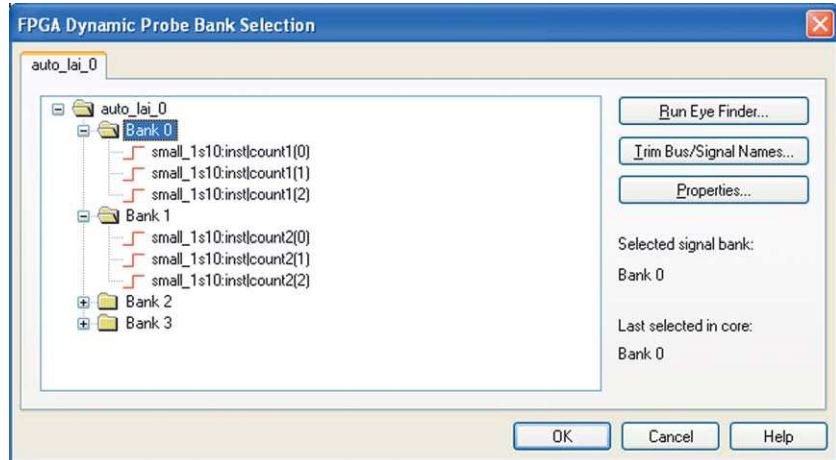 FPGA Dynamic Probe Bank Selection
auto_lai_0
auto_lai_0
Bank 0
small_1s10:inst|count1(0)
small_1s10:inst|count1(1)
small_1s10:inst|count1(2)
Bank 1
small_1s10:inst|count2(0)
small_1s10:inst|count2(1)
small_1s10:inst|count2(2)
Bank 2
Bank 3
Run Eye Finder...
Trim Bus/Signal Names...
Properties...
Selected signal bank:
Bank 0
Last selected in core:
Bank 0
OK Cancel Help